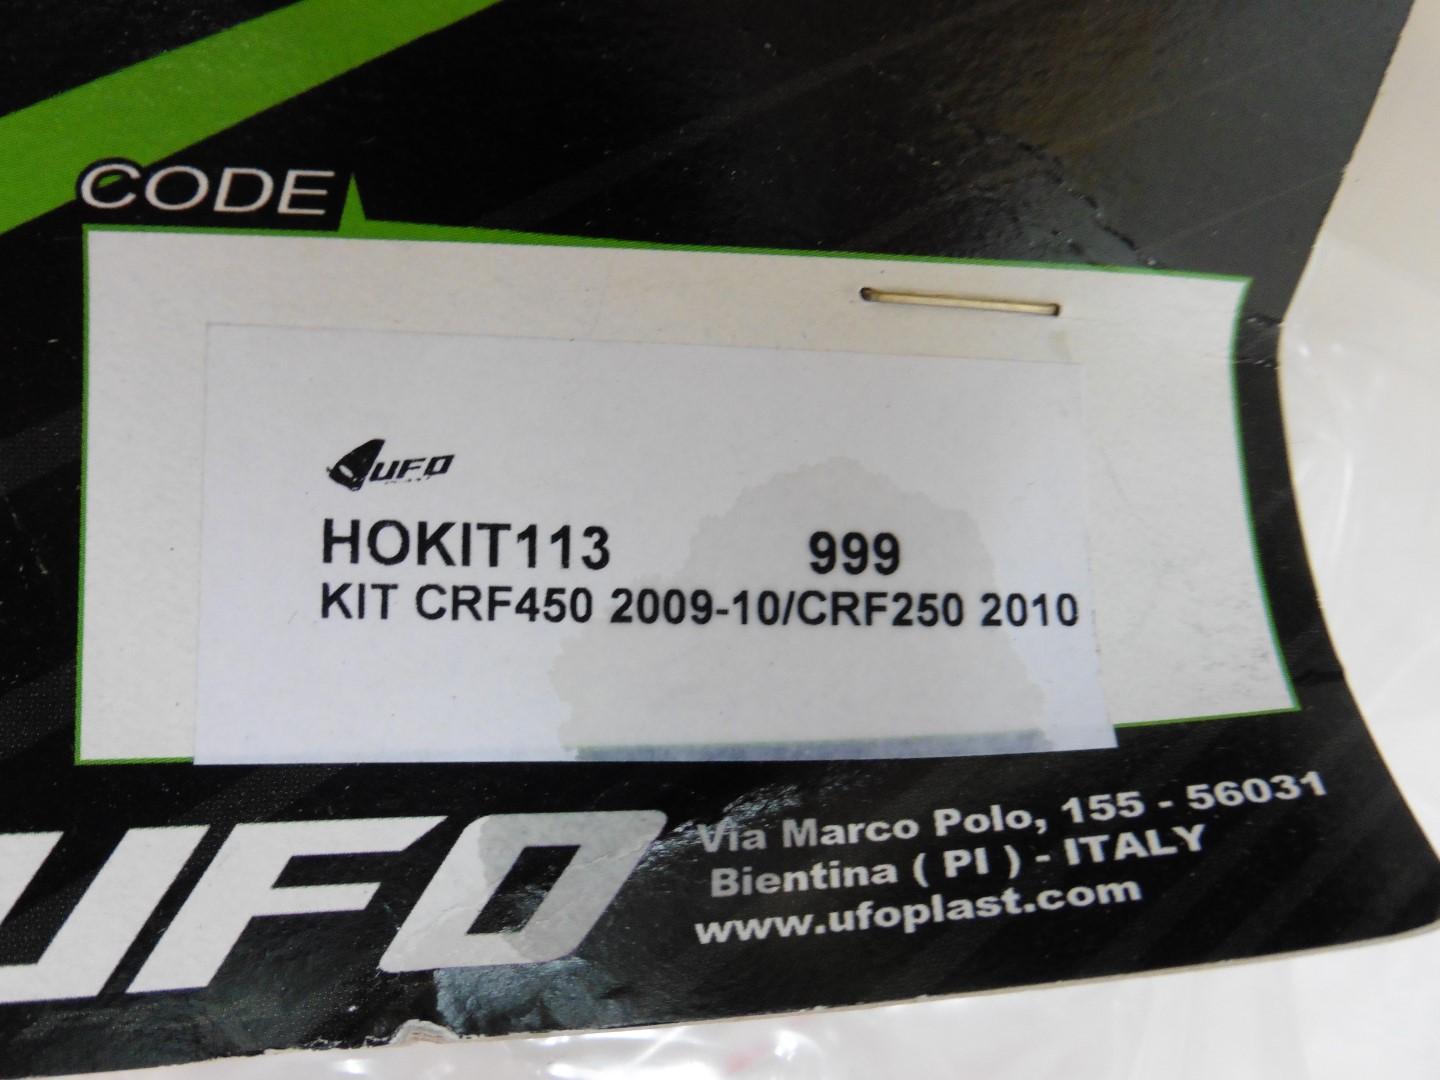 CODE
UFO
HOKIT113 999
KIT CRF450 2009-10/CRF250 2010
UFO
Via Marco Polo, 155 - 56031
Bientina ( PI ) - ITALY
www.ufoplast.com